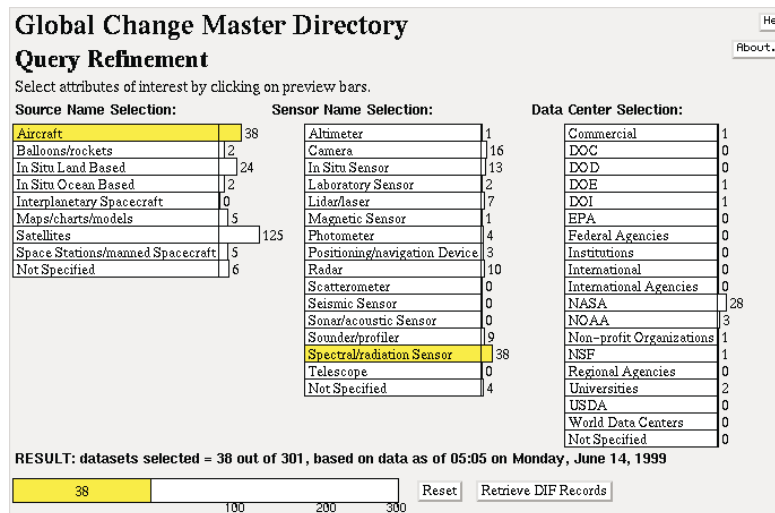 Global Change Master Directory
He
Query Refinement
About.
Select attributes of interest by clicking on preview bars.
Source Name Selection:
Aircraft 38
Balloons/rockets 2
In Situ Land Based 24
In Situ Ocean Based 2
Interplanetary Spacecraft 0
Maps/charts/models 5
Satellites 125
Space Stations/manned Spacecraft 5
Not Specified 6
Sensor Name Selection:
Altimeter 1
Camera 16
In Situ Sensor 13
Laboratory Sensor 2
Lidar/laser 7
Magnetic Sensor 1
Photometer 4
Positioning/navigation Device 3
Radar 10
Scatterometer 0
Seismic Sensor 0
Sonar/acoustic Sensor 0
Sounder/profiler 9
Spectral/radiation Sensor 38
Telescope 0
Not Specified 4
Data Center Selection:
Commercial 1
DOC 0
DOD 0
DOE 1
DOI 1
EPA 0
Federal Agencies 0
Institutions 0
International 0
International Agencies 0
NASA 28
NOAA 3
Non-profit Organizations 1
NSF 1
Regional Agencies 0
Universities 2
USDA 0
World Data Centers 0
Not Specified 0
RESULT: datasets selected = 38 out of 301, based on data as of 05:05 on Monday, June 14, 1999
38 Reset Retrieve DIF Records
100 200 300